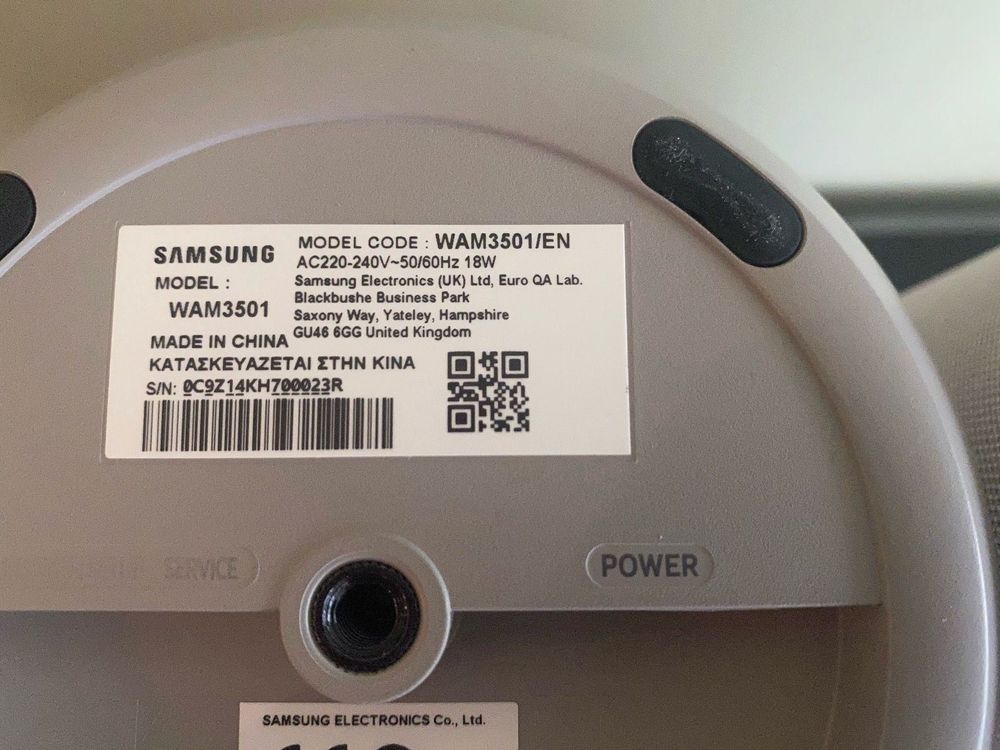 SAMSUNG
MODEL :
WAM3501
MODEL CODE : WAM3501/EN
AC220-240V~50/60Hz 18W
Samsung Electronics (UK) Ltd, Euro QA Lab.
Blackbushe Business Park
Saxony Way, Yateley, Hampshire
GU46 6GG United Kingdom
MADE IN CHINA
ΚΑΤΑΣΚΕΥΑΖΕΤΑΙ ΣΤΗΝ ΚΙΝΑ
S/N: 0C9Z14KH700023R
SERVICE
POWER
SAMSUNG ELECTRONICS Co., Ltd.